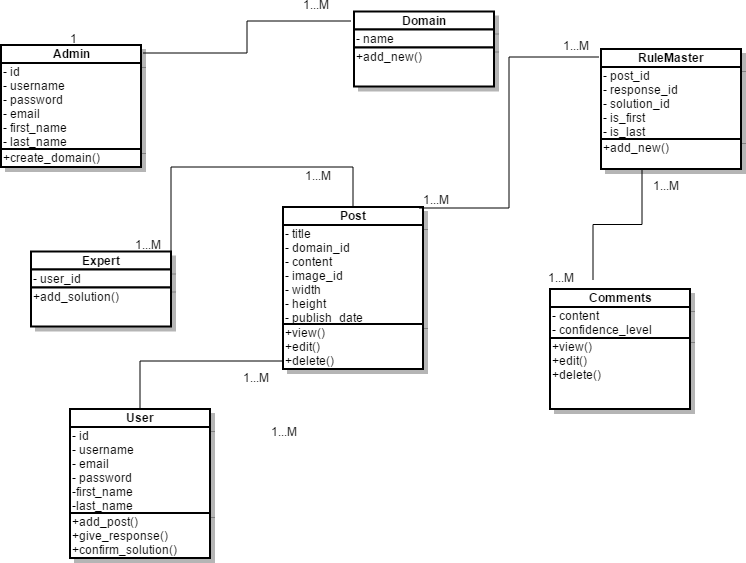 1...M
Domain
- name
+add_new()
1
Admin
- id
- username
- password
- email
- first_name
- last_name
+create_domain()
1...M
RuleMaster
- post_id
- response_id
- solution_id
- is_first
- is_last
+add_new()
1...M
1...M
1...M
Post
- title
- domain_id
- content
- image_id
- width
- height
- publish_date
+view()
+edit()
+delete()
1...M
Expert
- user_id
+add_solution()
1...M
Comments
- content
- confidence_level
+view()
+edit()
+delete()
1...M
User
- id
- username
- email
- password
-first_name
-last_name
+add_post()
+give_response()
+confirm_solution()
1...M